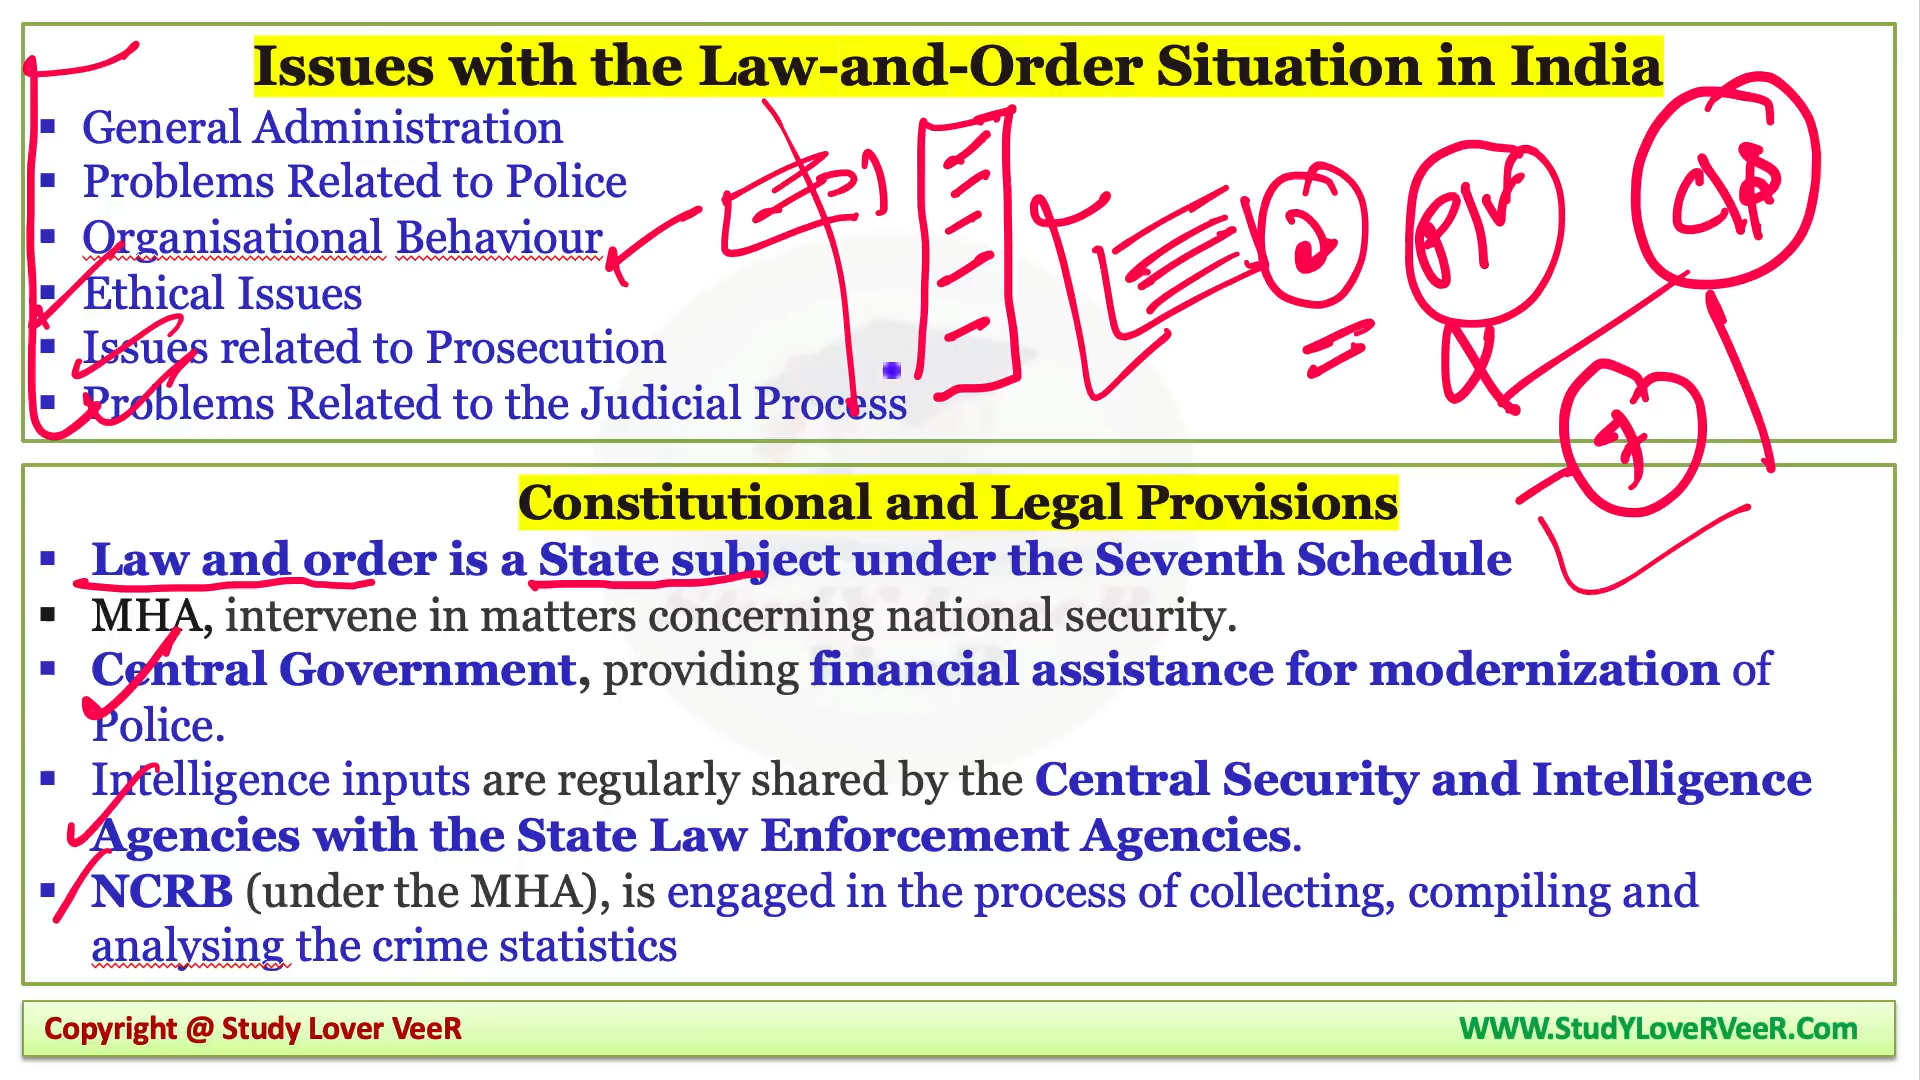 Issues with the Law-and-Order Situation in India
▪ General Administration
▪ Problems Related to Police
▪ Organisational Behaviour
▪ Ethical Issues
▪ Issues related to Prosecution
▪ Problems Related to the Judicial Process
Constitutional and Legal Provisions
▪ Law and order is a State subject under the Seventh Schedule
▪ MHA, intervene in matters concerning national security.
▪ Central Government, providing financial assistance for modernization of
Police.
▪ Intelligence inputs are regularly shared by the Central Security and Intelligence
Agencies with the State Law Enforcement Agencies.
▪ NCRB (under the MHA), is engaged in the process of collecting, compiling and
analysing the crime statistics
Copyright @ Study Lover VeeR
WWW.StudYLoveRVeeR.Com